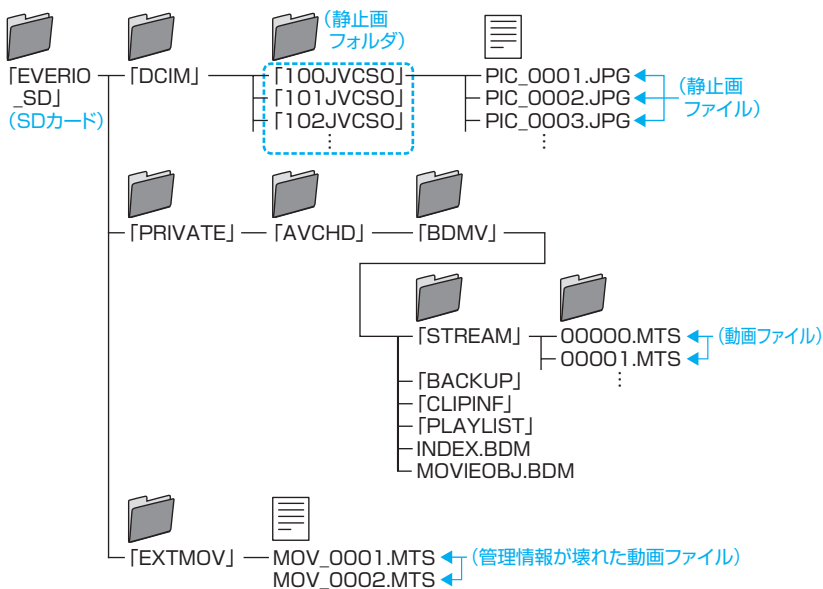 (静止画
フォルダ)
「EVERIO
_SD」
(SDカード)
「DCIM」
「100JVCSO」
「101JVCSO」
「102JVCSO」
⋮
PIC_0001.JPG
PIC_0002.JPG
PIC_0003.JPG
⋮
(静止画
ファイル)
「PRIVATE」
「AVCHD」
「BDMV」
「STREAM」
00000.MTS
00001.MTS
⋮
(動画ファイル)
「BACKUP」
「CLIPINF」
「PLAYLIST」
INDEX.BDM
MOVIEOBJ.BDM
「EXTMOV」
MOV_0001.MTS
MOV_0002.MTS
(管理情報が壊れた動画ファイル)